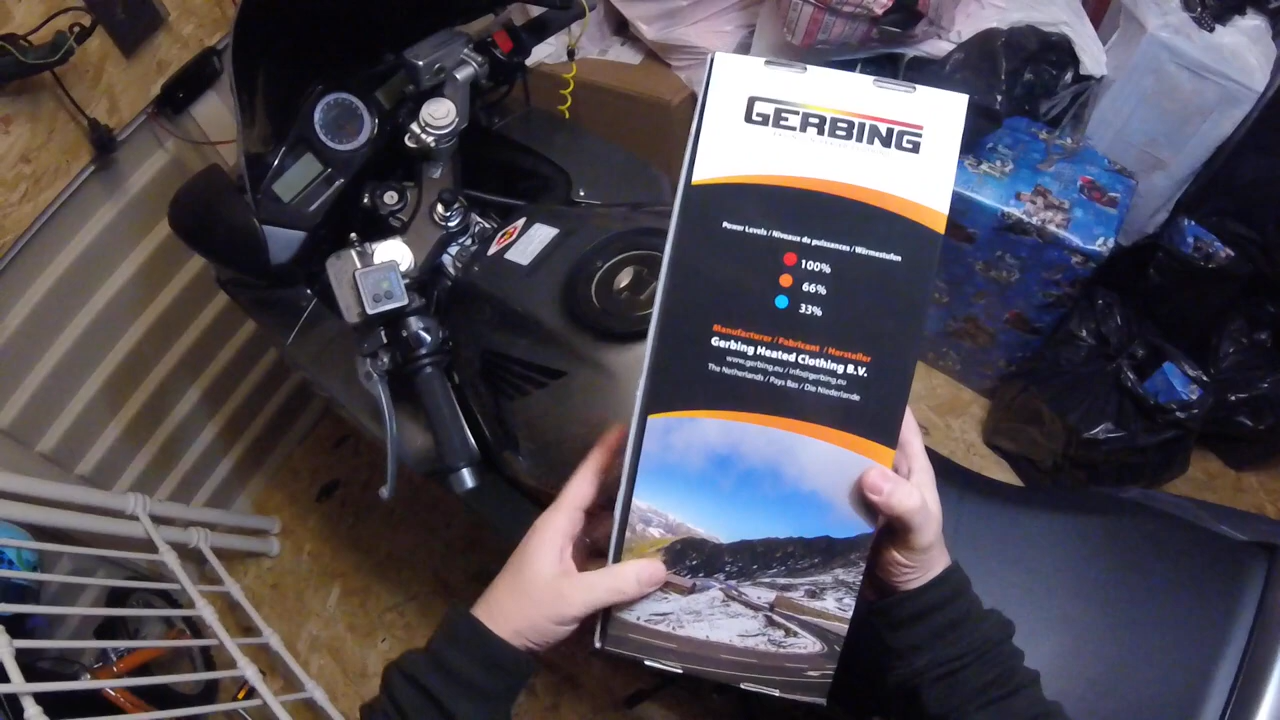 GERBING
Power Levels / Niveaux de puissances / Wärmestufen
100%
66%
33%
Manufacturer / Fabricant / Hersteller
Gerbing Heated Clothing B.V.
www.gerbing.eu / info@gerbing.eu
The Netherlands / Pays Bas / Die Niederlande